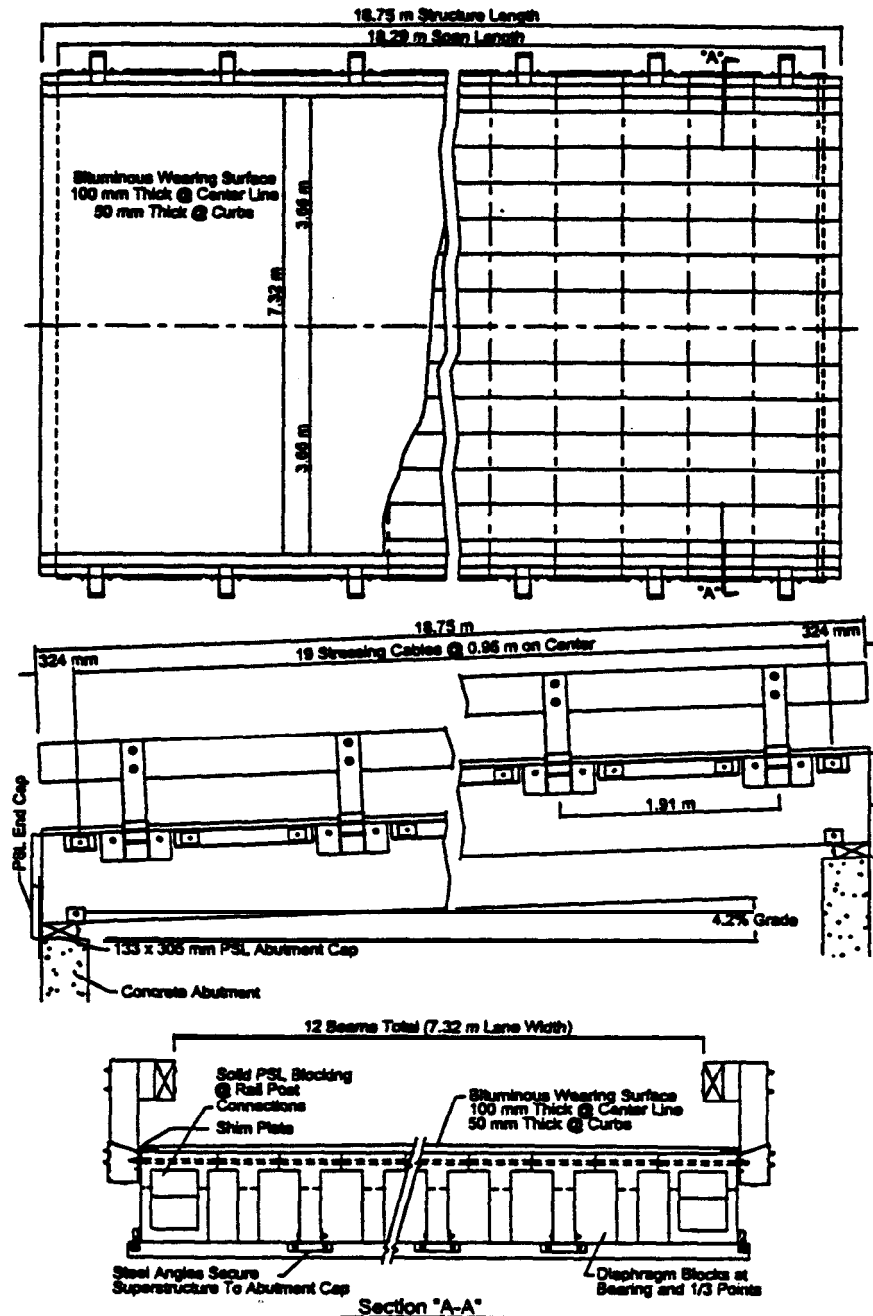 18.75 m Structure Length
18.29 m Span Length
"A"
Bituminous Wearing Surface
100 mm Thick @ Center Line
50 mm Thick @ Curbs
3.66 m
7.32 m
3.66 m
"A"
18.75 m
324 mm
19 Stressing Cables @ 0.95 m on Center
324 mm
1.91 m
PSL End Cap
4.2% Grade
133 x 305 mm PSL Abutment Cap
Concrete Abutment
12 Beams Total (7.32 m Lane Width)
Solid PSL Blocking
@ Rail Post
Connections
Shim Plate
Bituminous Wearing Surface
100 mm Thick @ Center Line
50 mm Thick @ Curbs
Steel Angles Secure
Superstructure To Abutment Cap
Diaphragm Blocks at
Bearing and 1/3 Points
Section "A-A"